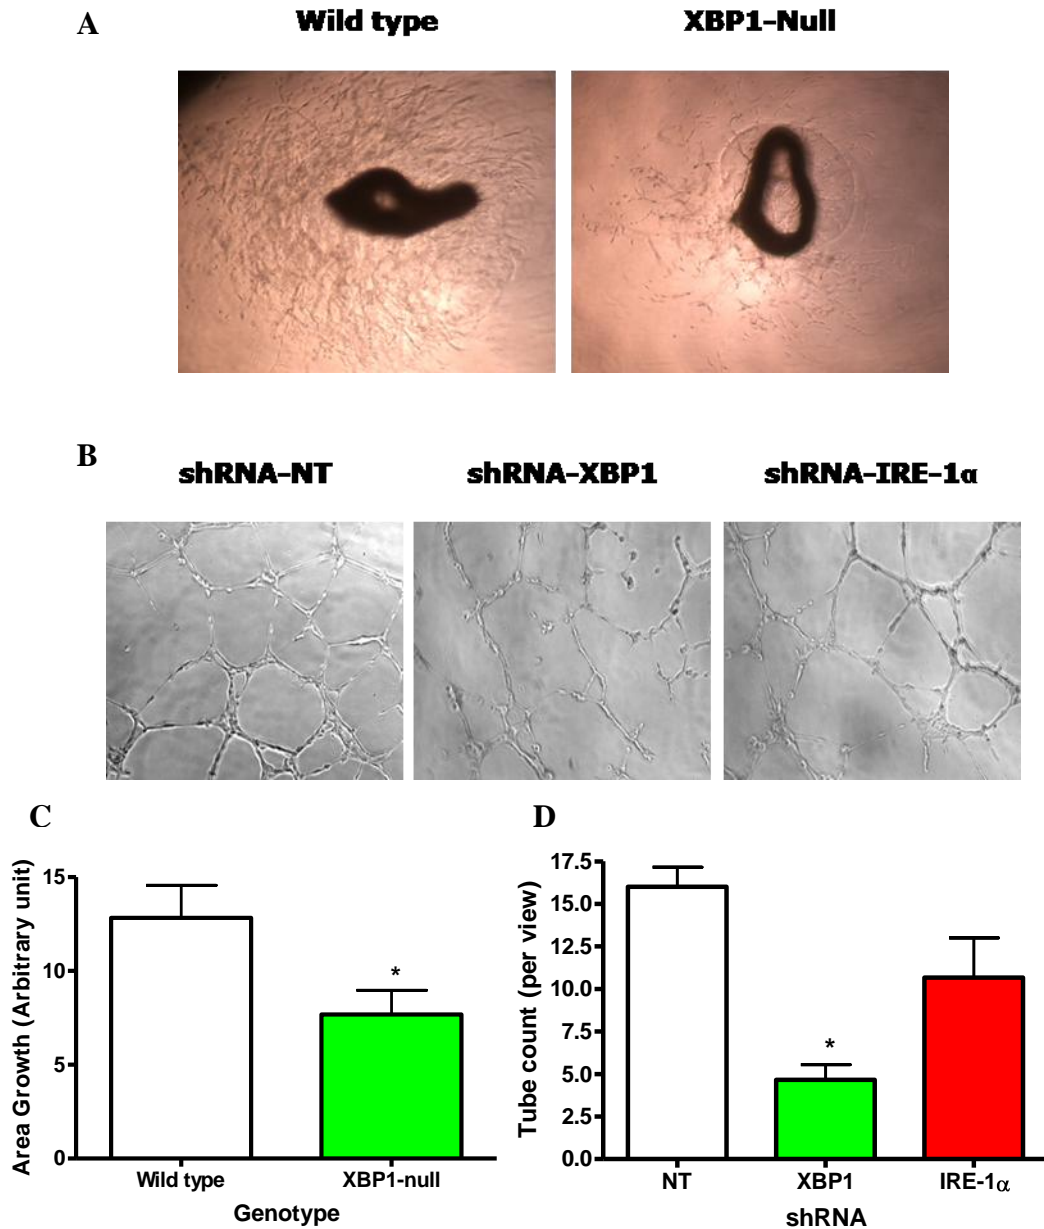 A
Wild type
XBP1-Null
B
shRNA-NT
shRNA-XBP1
shRNA-IRE-1α
C
Area Growth (Arbitrary unit)
15
10
5
0
*
Wild type
XBP1-null
Genotype
D
Tube count (per view)
17.5
15.0
12.5
10.0
7.5
5.0
2.5
0.0
*
NT
XBP1
IRE-1α
shRNA